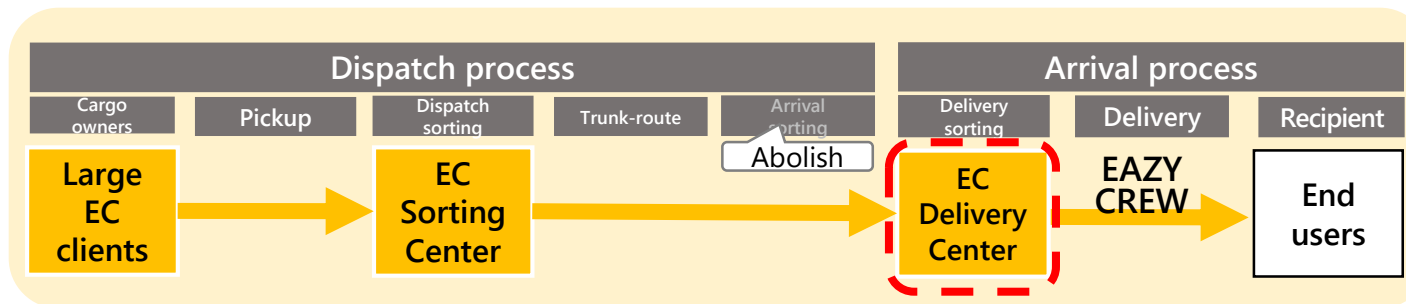 Dispatch process
Arrival process
Cargo
owners
Pickup
Dispatch
sorting
Trunk-route
Arrival
sorting
Delivery
sorting
Delivery
Recipient
Abolish
Large
EC
clients
EC
Sorting
Center
EC
Delivery
Center
EAZY
CREW
End
users